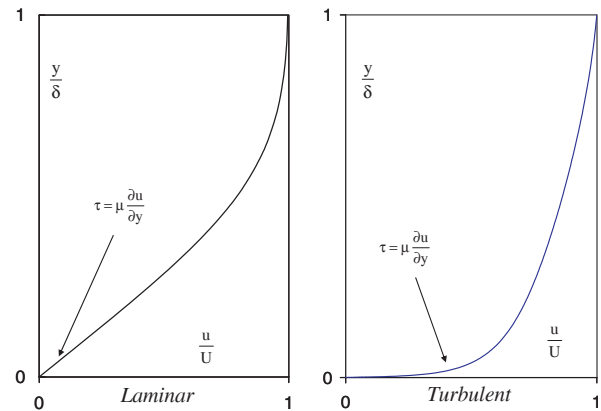 1
y/δ
τ = μ ∂u/∂y
u/U
0
0
Laminar
1
1
y/δ
τ = μ ∂u/∂y
u/U
0
0
Turbulent
1